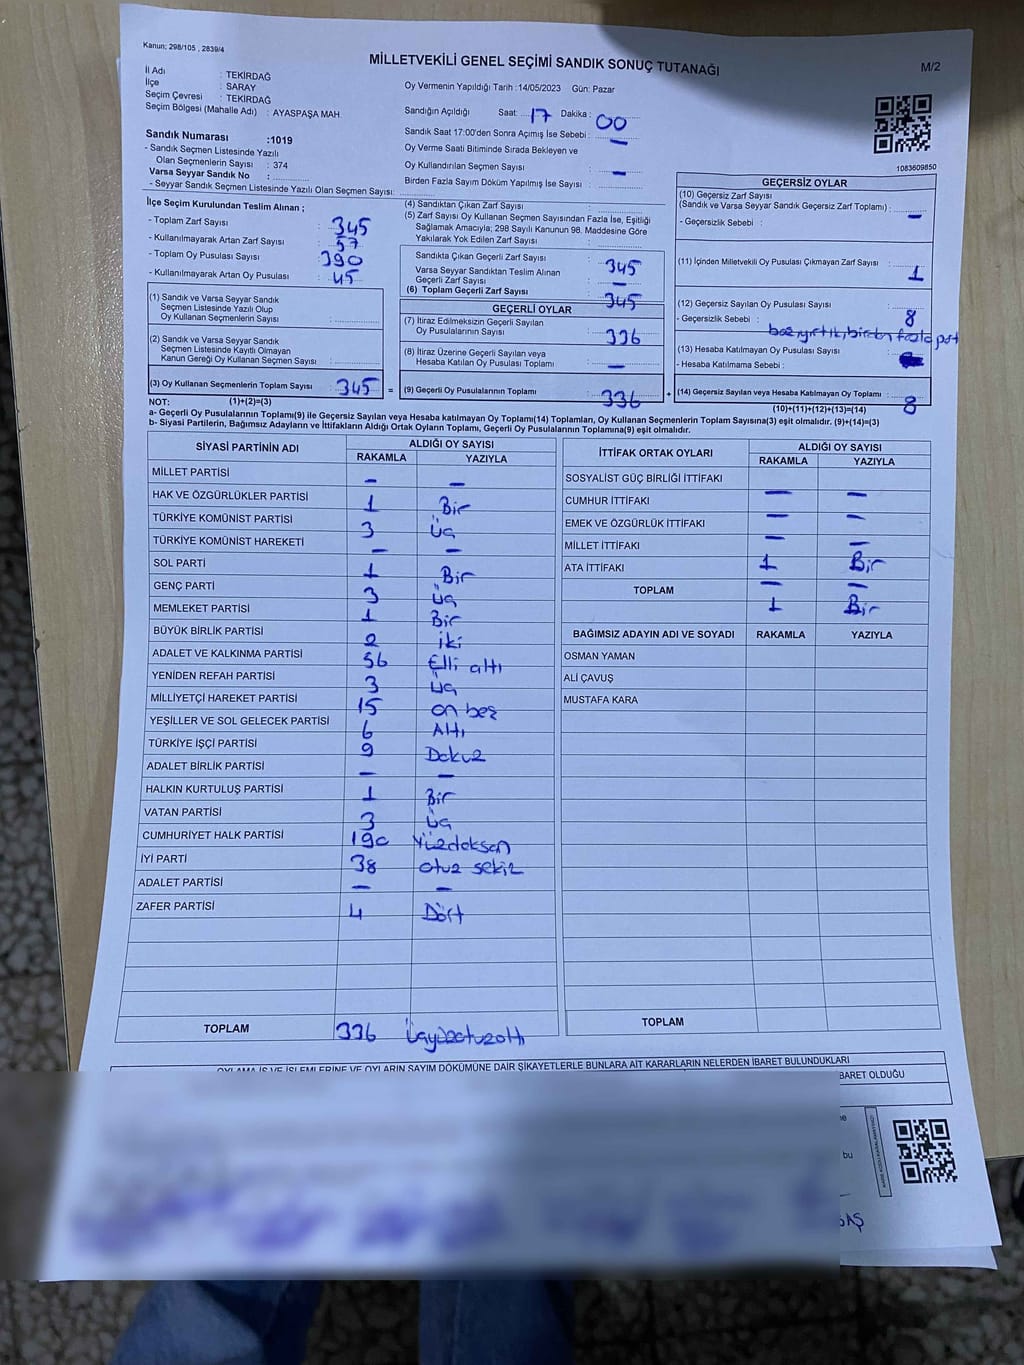 Kanun; 298/105 , 2839/4
MİLLETVEKİLİ GENEL SEÇİMİ SANDIK SONUÇ TUTANAĞI
M/2
İl Adı : TEKİRDAĞ
İlçe : SARAY
Seçim Çevresi : TEKİRDAĞ
Seçim Bölgesi (Mahalle Adı) : AYASPAŞA MAH.
Oy Vermenin Yapıldığı Tarih : 14/05/2023 Gün: Pazar
Sandığın Açıldığı Saat: 17 Dakika : 00
Sandık Saat 17:00'den Sonra Açımış İse Sebebi : —
Oy Verme Saati Bitiminde Sırada Bekleyen ve
Oy Kullandırılan Seçmen Sayısı : —
Birden Fazla Sayım Döküm Yapılmış İse Sayısı :
1083609850
Sandık Numarası :1019
- Sandık Seçmen Listesinde Yazılı
Olan Seçmenlerin Sayısı : 374
Varsa Seyyar Sandık No :
- Seyyar Sandık Seçmen Listesinde Yazılı Olan Seçmen Sayısı:
İlçe Seçim Kurulundan Teslim Alınan ;
- Toplam Zarf Sayısı : 345
- Kullanılmayarak Artan Zarf Sayısı : 57
- Toplam Oy Pusulası Sayısı : 390
- Kullanılmayarak Artan Oy Pusulası : 45
(1) Sandık ve Varsa Seyyar Sandık
Seçmen Listesinde Yazılı Olup
Oy Kullanan Seçmenlerin Sayısı :
(2) Sandık ve Varsa Seyyar Sandık
Seçmen Listesinde Kayıtlı Olmayan
Kanun Gereği Oy Kullanan Seçmen Sayısı :
(3) Oy Kullanan Seçmenlerin Toplam Sayısı : 345 =
(4) Sandıktan Çıkan Zarf Sayısı :
(5) Zarf Sayısı Oy Kullanan Seçmen Sayısından Fazla İse, Eşitliği
Sağlamak Amacıyla; 298 Sayılı Kanunun 98. Maddesine Göre
Yakılarak Yok Edilen Zarf Sayısı :
Sandıkta Çıkan Geçerli Zarf Sayısı : 345
Varsa Seyyar Sandıktan Teslim Alınan
Geçerli Zarf Sayısı : —
(6) Toplam Geçerli Zarf Sayısı : 345
GEÇERLİ OYLAR
(7) İtiraz Edilmeksizin Geçerli Sayılan
Oy Pusulalarının Sayısı : 336
(8) İtiraz Üzerine Geçerli Sayılan veya
Hesaba Katılan Oy Pusulası Toplamı : —
(9) Geçerli Oy Pusulalarının Toplamı : 336 +
GEÇERSİZ OYLAR
(10) Geçersiz Zarf Sayısı
(Sandık ve Varsa Seyyar Sandık Geçersiz Zarf Toplamı) : —
- Geçersizlik Sebebi :
(11) İçinden Milletvekili Oy Pusulası Çıkmayan Zarf Sayısı : 1
(12) Geçersiz Sayılan Oy Pusulası Sayısı : 8
- Geçersizlik Sebebi : boş, yırtık, birden fazla
(13) Hesaba Katılmayan Oy Pusulası Sayısı :
- Hesaba Katılmama Sebebi :
(14) Geçersiz Sayılan veya Hesaba Katılmayan Oy Toplamı : 8
NOT: (1)+(2)=(3)
(10)+(11)+(12)+(13)=(14)
a- Geçerli Oy Pusulalarının Toplamı(9) ile Geçersiz Sayılan veya Hesaba katılmayan Oy Toplamı(14) Toplamları, Oy Kullanan Seçmenlerin Toplam Sayısına(3) eşit olmalıdır. (9)+(14)=(3)
b- Siyasi Partilerin, Bağımsız Adayların ve İttifakların Aldığı Ortak Oyların Toplamı, Geçerli Oy Pusulalarının Toplamına(9) eşit olmalıdır.
SİYASİ PARTİNİN ADI ALDIĞI OY SAYISI
RAKAMLA YAZIYLA
MİLLET PARTİSİ — —
HAK VE ÖZGÜRLÜKLER PARTİSİ 1 Bir
TÜRKİYE KOMÜNİST PARTİSİ 3 Üç
TÜRKİYE KOMÜNİST HAREKETİ — —
SOL PARTİ 1 Bir
GENÇ PARTİ 3 üç
MEMLEKET PARTİSİ 1 Bir
BÜYÜK BİRLİK PARTİSİ 2 iki
ADALET VE KALKINMA PARTİSİ 56 Elli altı
YENİDEN REFAH PARTİSİ 3 Üç
MİLLİYETÇİ HAREKET PARTİSİ 15 on beş
YEŞİLLER VE SOL GELECEK PARTİSİ 6 Altı
TÜRKİYE İŞÇİ PARTİSİ 9 Dokuz
ADALET BİRLİK PARTİSİ — —
HALKIN KURTULUŞ PARTİSİ 1 Bir
VATAN PARTİSİ 3 Üç
CUMHURİYET HALK PARTİSİ 190 Yüzdoksan
İYİ PARTİ 38 otuz sekiz
ADALET PARTİSİ — —
ZAFER PARTİSİ 4 Dört
TOPLAM 336 Üçyüzotuzaltı
İTTİFAK ORTAK OYLARI ALDIĞI OY SAYISI
RAKAMLA YAZIYLA
SOSYALİST GÜÇ BİRLİĞİ İTTİFAKI — —
CUMHUR İTTİFAKI — —
EMEK VE ÖZGÜRLÜK İTTİFAKI — —
MİLLET İTTİFAKI 1 Bir
ATA İTTİFAKI — —
TOPLAM 1 Bir
BAĞIMSIZ ADAYIN ADI VE SOYADI RAKAMLA YAZIYLA
OSMAN YAMAN
ALİ ÇAVUŞ
MUSTAFA KARA
TOPLAM
OYLAMA İŞ VE İŞLEMLERİNE VE OYLARIN SAYIM DÖKÜMÜNE DAİR ŞİKAYETLERLE BUNLARA AİT KARARLARIN NELERDEN İBARET BULUNDUKLARI
BARET OLDUĞU
bu